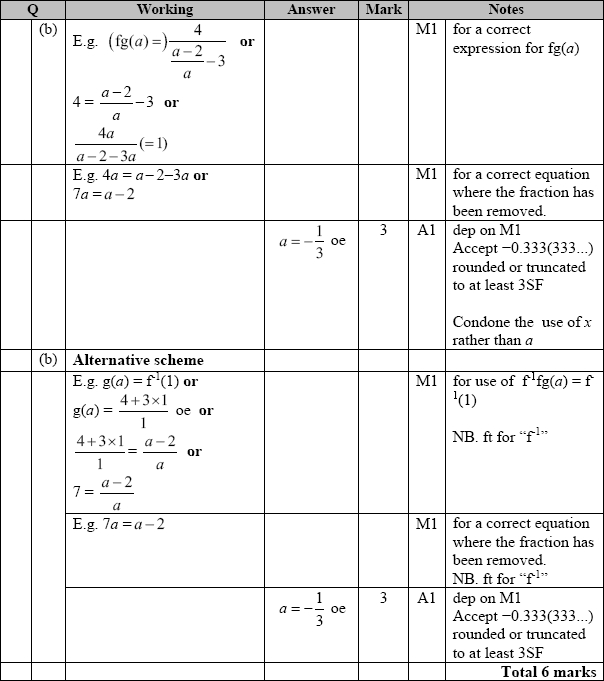 Q Working Answer Mark Notes
(b) E.g. (fg(a) =) 4/((a−2)/a − 3) or M1 for a correct
expression for fg(a)
4 = (a−2)/a − 3 or
4a/(a−2−3a) (= 1)
E.g. 4a = a – 2–3a or M1 for a correct equation
7a = a – 2 where the fraction has
been removed.
a = −1/3 oe 3 A1 dep on M1
Accept −0.333(333...)
rounded or truncated
to at least 3SF
Condone the use of x
rather than a
(b) Alternative scheme
E.g. g(a) = f⁻¹(1) or M1 for use of f⁻¹fg(a) = f⁻
g(a) = (4+3×1)/1 oe or ¹(1)
(4+3×1)/1 = (a−2)/a or NB. ft for “f⁻¹”
7 = (a−2)/a
E.g. 7a = a – 2 M1 for a correct equation
where the fraction has
been removed.
NB. ft for “f⁻¹”
a = −1/3 oe 3 A1 dep on M1
Accept −0.333(333...)
rounded or truncated
to at least 3SF
Total 6 marks